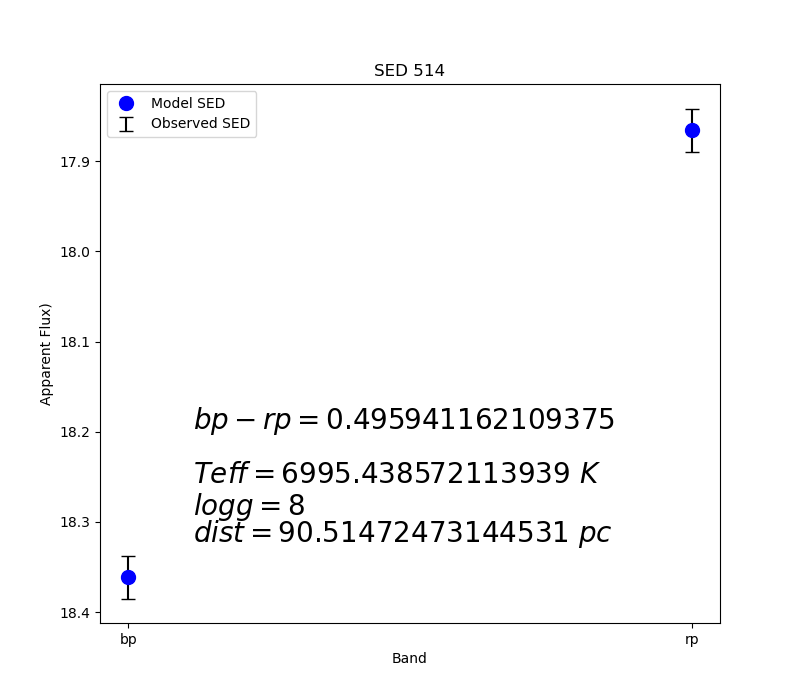 SED 514
Model SED
Observed SED
17.9
18.0
18.1
18.2
18.3
18.4
Apparent Flux)
bp − rp = 0.495941162109375
Teff = 6995.438572113939 K
logg = 8
dist = 90.51472473144531 pc
bp
rp
Band